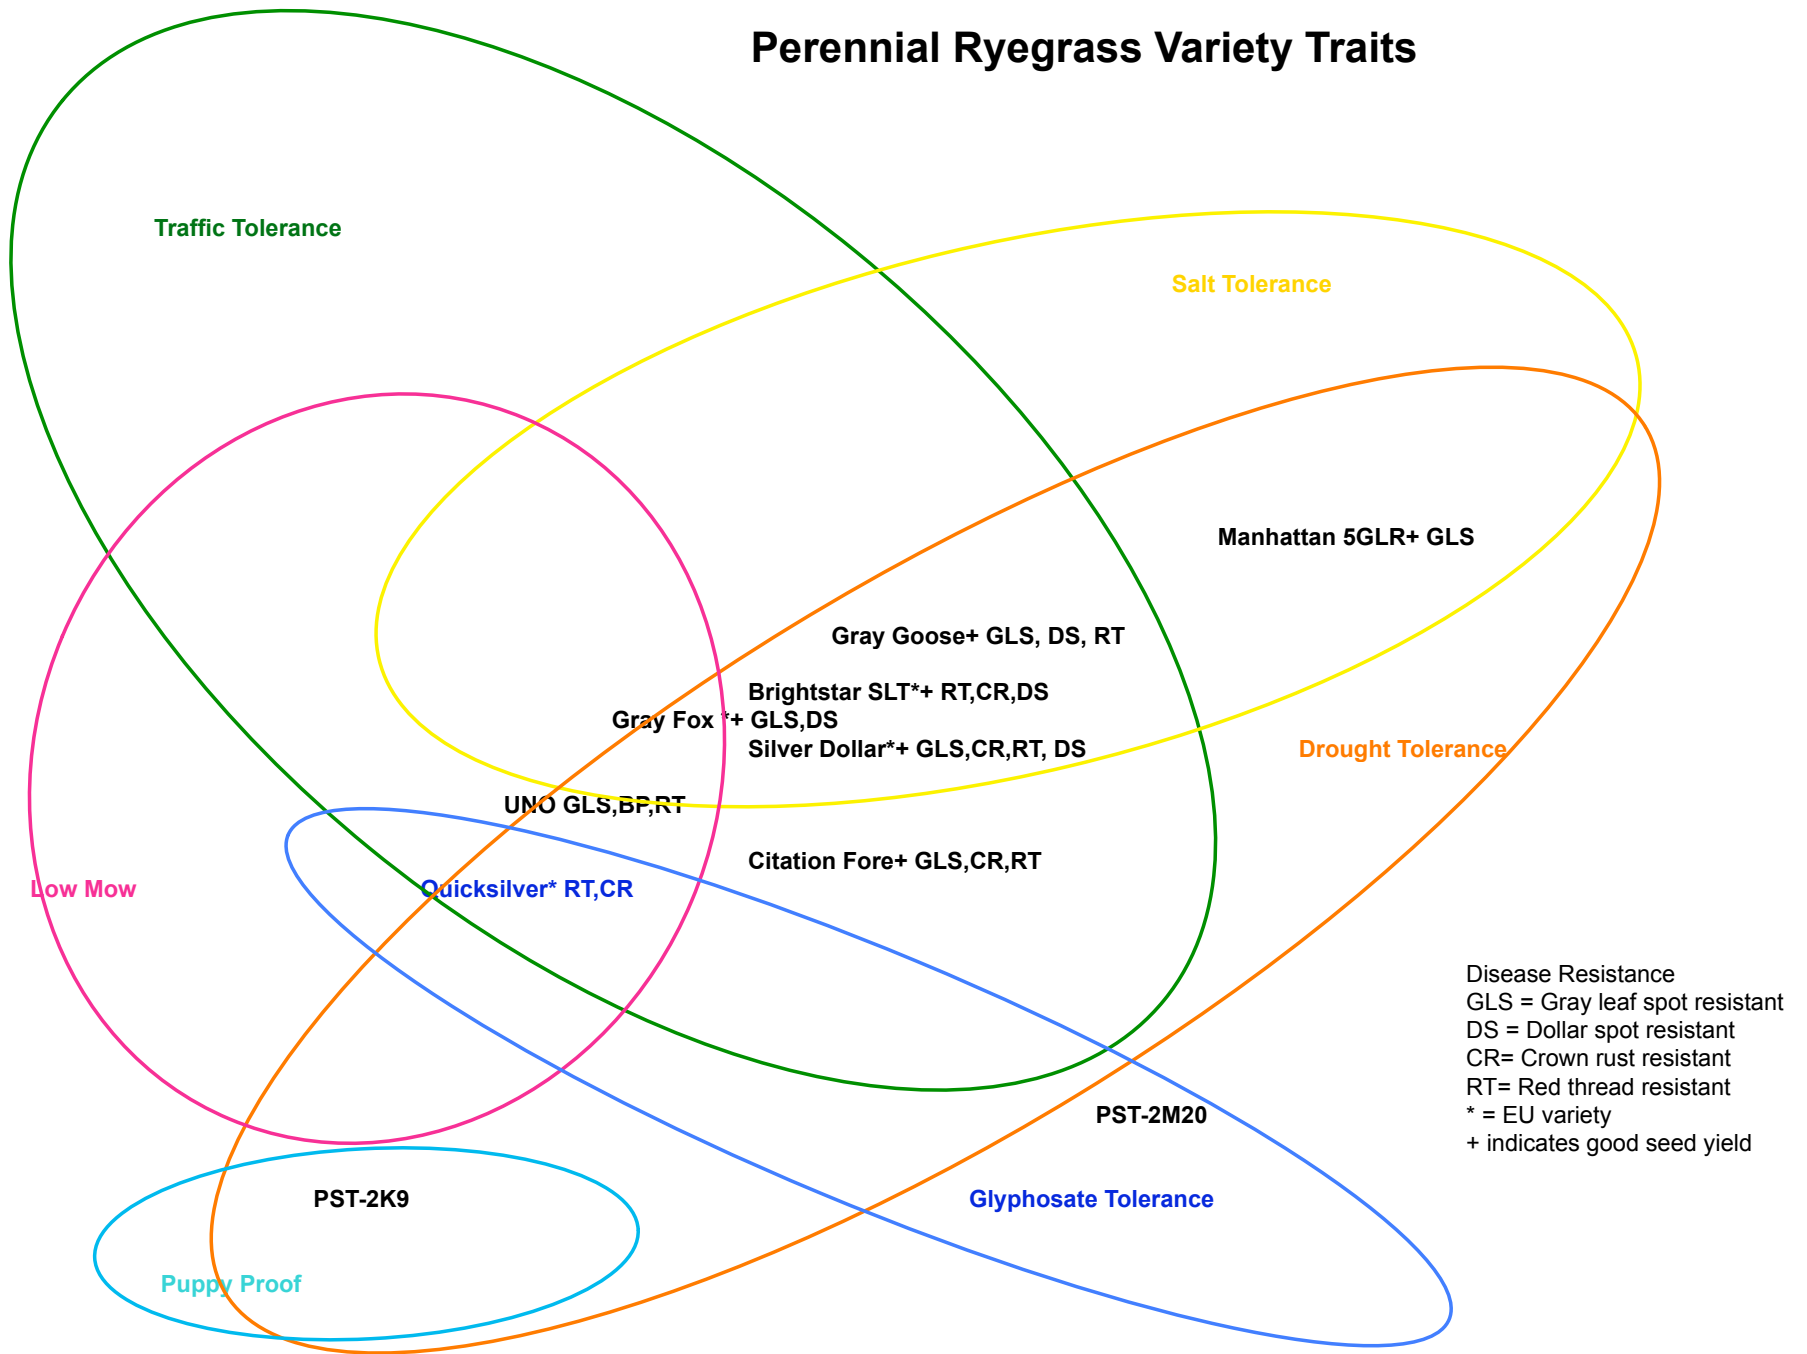 Perennial Ryegrass Variety Traits
Traffic Tolerance
Salt Tolerance
Manhattan 5GLR+ GLS
Gray Goose+ GLS, DS, RT
Brightstar SLT*+ RT,CR,DS
Gray Fox *+ GLS,DS
Silver Dollar*+ GLS,CR,RT, DS
Drought Tolerance
UNO GLS,BP,RT
Citation Fore+ GLS,CR,RT
Low Mow
Quicksilver* RT,CR
Disease Resistance
GLS = Gray leaf spot resistant
DS = Dollar spot resistant
CR= Crown rust resistant
RT= Red thread resistant
* = EU variety
+ indicates good seed yield
PST-2M20
PST-2K9
Glyphosate Tolerance
Puppy Proof